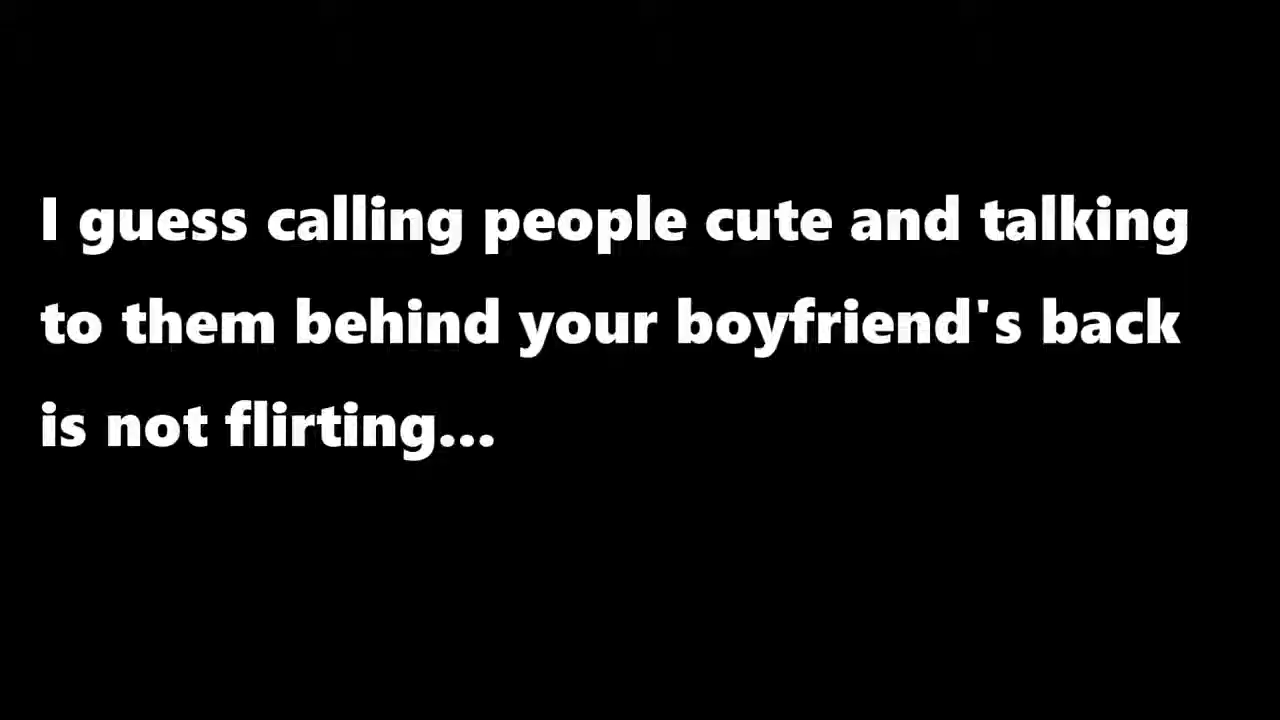 I guess calling people cute and talking
to them behind your boyfriend's back
is not flirting...